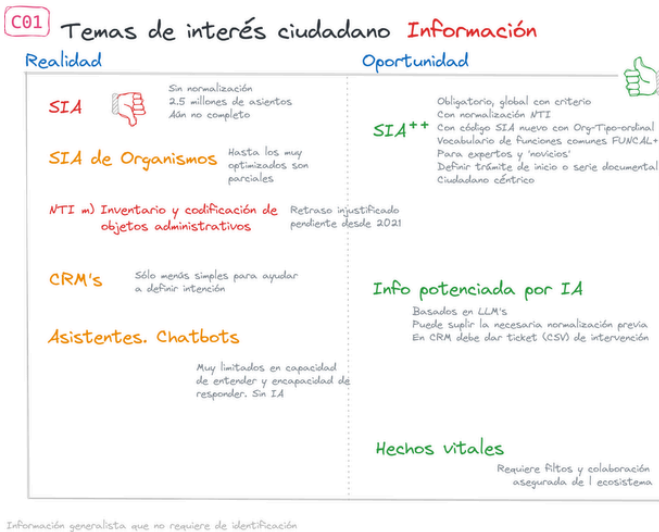 C01
Temas de interés ciudadano Información
Realidad
Oportunidad
SIA
Sin normalización
2.5 millones de asientos
Aún no completo
SIA de Organismos
Hasta los muy
optimizados son
parciales
NTI m) Inventario y codificación de
objetos administrativos
Retraso injustificado
pendiente desde 2021
CRM's
Sólo menús simples para ayudar
a definir intención
Asistentes. Chatbots
Muy limitados en capacidad
de entender y encapacidad de
responder. Sin IA
SIA++
Obligatorio, global con criterio
Con normalización NTI
Con código SIA nuevo con Org-Tipo-ordinal
Vocabulario de funciones comunes FUNCAL+
Para expertos y 'novicios'
Definir trámite de inicio o serie documental
Ciudadano céntrico
Info potenciada por IA
Basados en LLM's
Puede suplir la necesaria normalización previa
En CRM debe dar ticket (CSV) de intervención
Hechos vitales
Requiere filtos y colaboración
asegurada de l ecosistema
Información generalista que no requiere de identificación